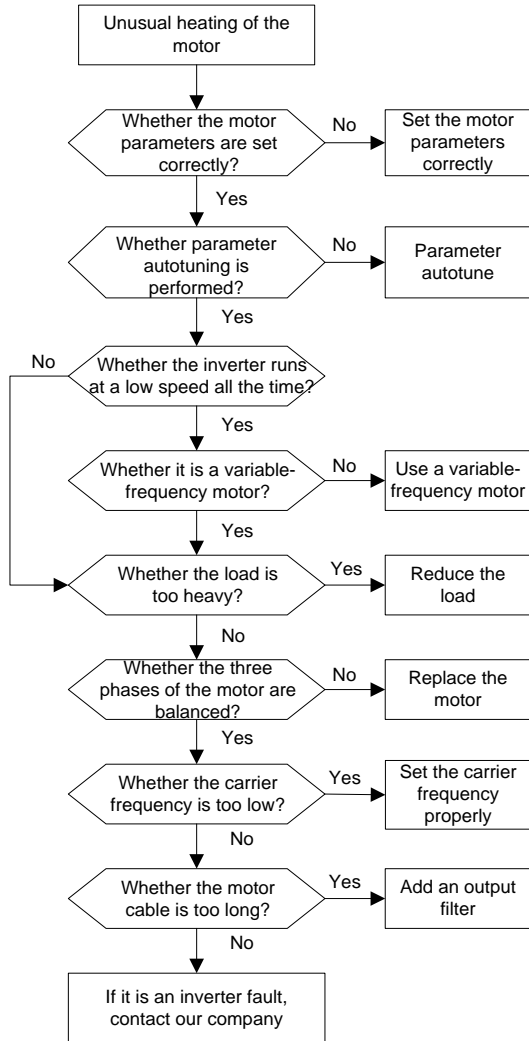 Unusual heating of the
motor
Whether the motor
parameters are set
correctly?
No
Set the motor
parameters
correctly
Yes
Whether parameter
autotuning is
performed?
No
Parameter
autotune
Yes
No
Whether the inverter runs
at a low speed all the time?
Yes
Whether it is a variable-
frequency motor?
No
Use a variable-
frequency motor
Yes
Whether the load is
too heavy?
Yes
Reduce the
load
No
Whether the three
phases of the motor are
balanced?
No
Replace the
motor
Yes
Whether the carrier
frequency is too low?
Yes
Set the carrier
frequency
properly
No
Whether the motor
cable is too long?
Yes
Add an output
filter
No
If it is an inverter fault,
contact our company